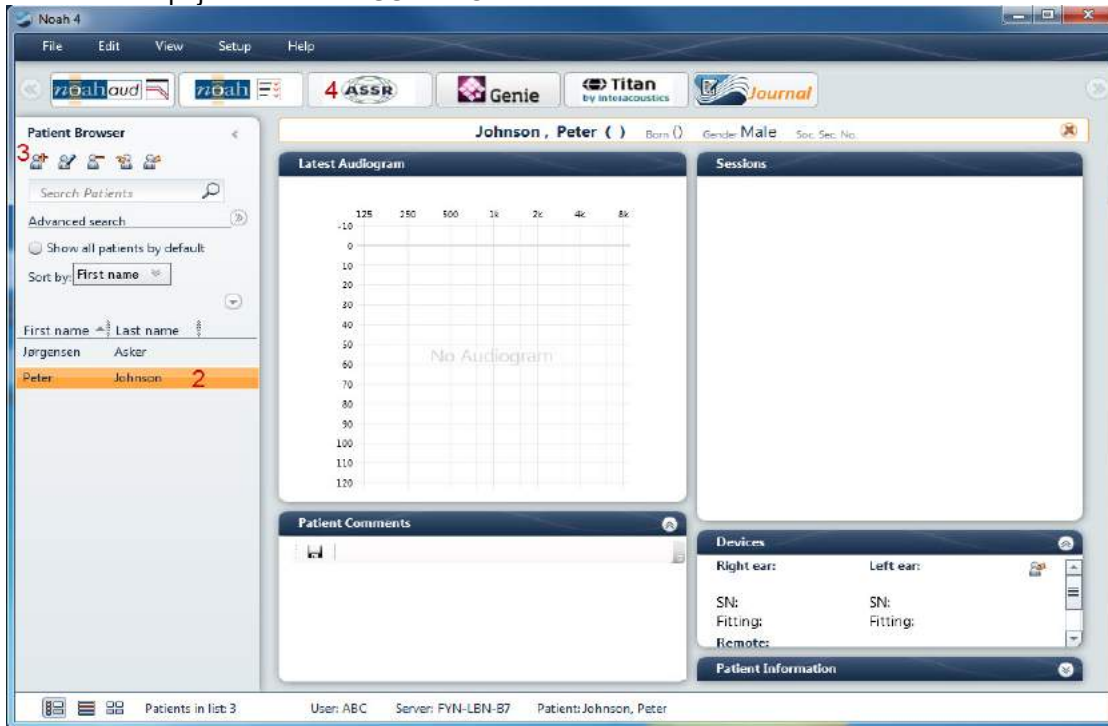 Noah 4
File Edit View Setup Help
noah aud noah 4 ASSR Genie Titan by Interacoustics Journal
Patient Browser
3
Search Patients
Advanced search
Show all patients by default
Sort by: First name
First name Last name
Jørgensen Asker
Peter Johnson 2
Johnson , Peter ( ) Born () Gender Male Soc. Sec. No.
Latest Audiogram
125 250 500 1k 2k 4k 8k
-10
0
10
20
30
40
50
60
70
80
90
100
110
120
No Audiogram
Patient Comments
Sessions
Devices
Right ear: Left ear:
SN: SN:
Fitting: Fitting:
Remote:
Patient Information
Patients in list: 3 User: ABC Server: FYN-LBN-B7 Patient: Johnson, Peter